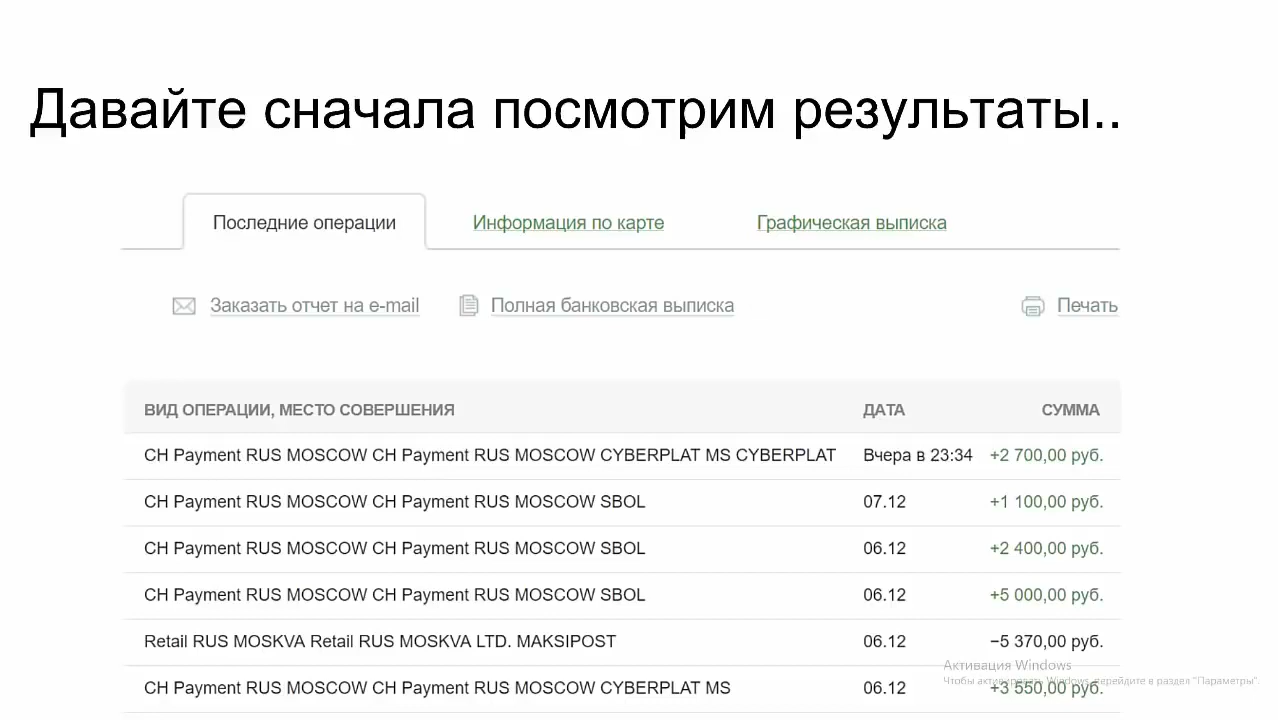 Давайте сначала посмотрим результаты..
Последние операции Информация по карте Графическая выписка
Заказать отчет на e-mail Полная банковская выписка Печать
ВИД ОПЕРАЦИИ, МЕСТО СОВЕРШЕНИЯ ДАТА СУММА
CH Payment RUS MOSCOW CH Payment RUS MOSCOW CYBERPLAT MS CYBERPLAT Вчера в 23:34 +2 700,00 руб.
CH Payment RUS MOSCOW CH Payment RUS MOSCOW SBOL 07.12 +1 100,00 руб.
CH Payment RUS MOSCOW CH Payment RUS MOSCOW SBOL 06.12 +2 400,00 руб.
CH Payment RUS MOSCOW CH Payment RUS MOSCOW SBOL 06.12 +5 000,00 руб.
Retail RUS MOSKVA Retail RUS MOSKVA LTD. MAKSIPOST 06.12 −5 370,00 руб.
Активация Windows
Чтобы активировать Windows, перейдите в раздел "Параметры".
CH Payment RUS MOSCOW CH Payment RUS MOSCOW CYBERPLAT MS 06.12 +3 550,00 руб.